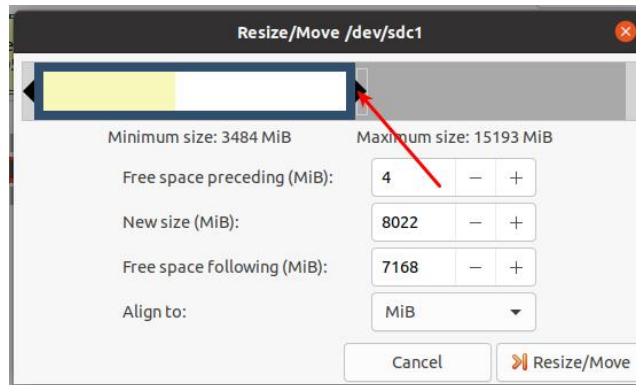 Resize/Move /dev/sdc1
Minimum size: 3484 MiB Maximum size: 15193 MiB
Free space preceding (MiB): 4 — +
New size (MiB): 8022 — +
Free space following (MiB): 7168 — +
Align to: MiB
Cancel Resize/Move